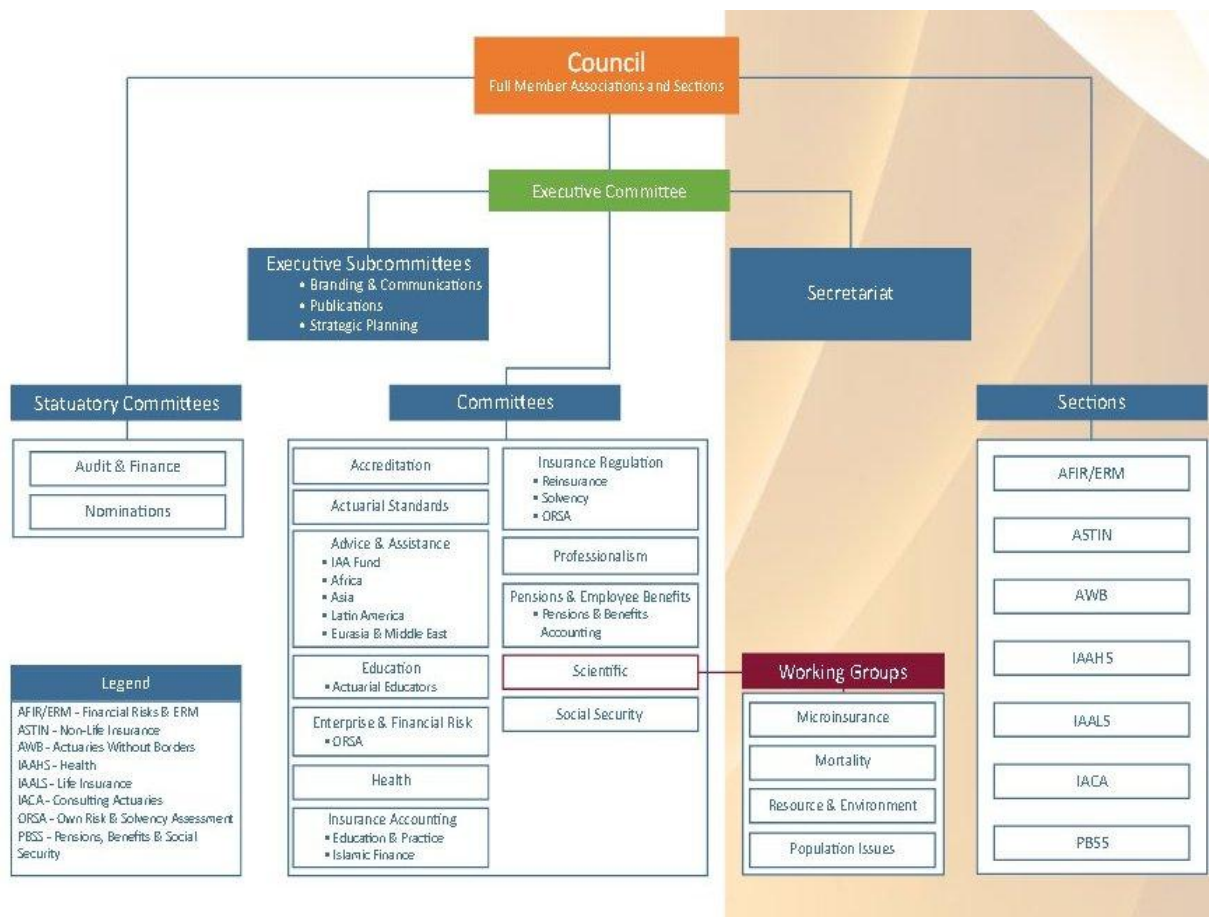 Council
Full Member Associations and Sections
Executive Committee
Executive Subcommittees
• Branding & Communications
• Publications
• Strategic Planning
Secretariat
Statuatory Committees
Audit & Finance
Nominations
Committees
Accreditation
Actuarial Standards
Advice & Assistance
▪ IAA Fund
▪ Africa
▪ Asia
▪ Latin America
▪ Eurasia & Middle East
Education
▪ Actuarial Educators
Enterprise & Financial Risk
▪ ORSA
Health
Insurance Accounting
▪ Education & Practice
▪ Islamic Finance
Insurance Regulation
▪ Reinsurance
▪ Solvency
▪ ORSA
Professionalism
Pensions & Employee Benefits
▪ Pensions & Benefits
Accounting
Scientific
Social Security
Working Groups
Microinsurance
Mortality
Resource & Environment
Population Issues
Sections
AFIR/ERM
ASTIN
AWB
IAAHS
IAALS
IACA
PBSS
Legend
AFIR/ERM - Financial Risks & ERM
ASTIN - Non-Life Insurance
AWB - Actuaries Without Borders
IAAHS - Health
IAALS - Life Insurance
IACA - Consulting Actuaries
ORSA - Own Risk & Solvency Assessment
PBSS - Pensions, Benefits & Social
Security